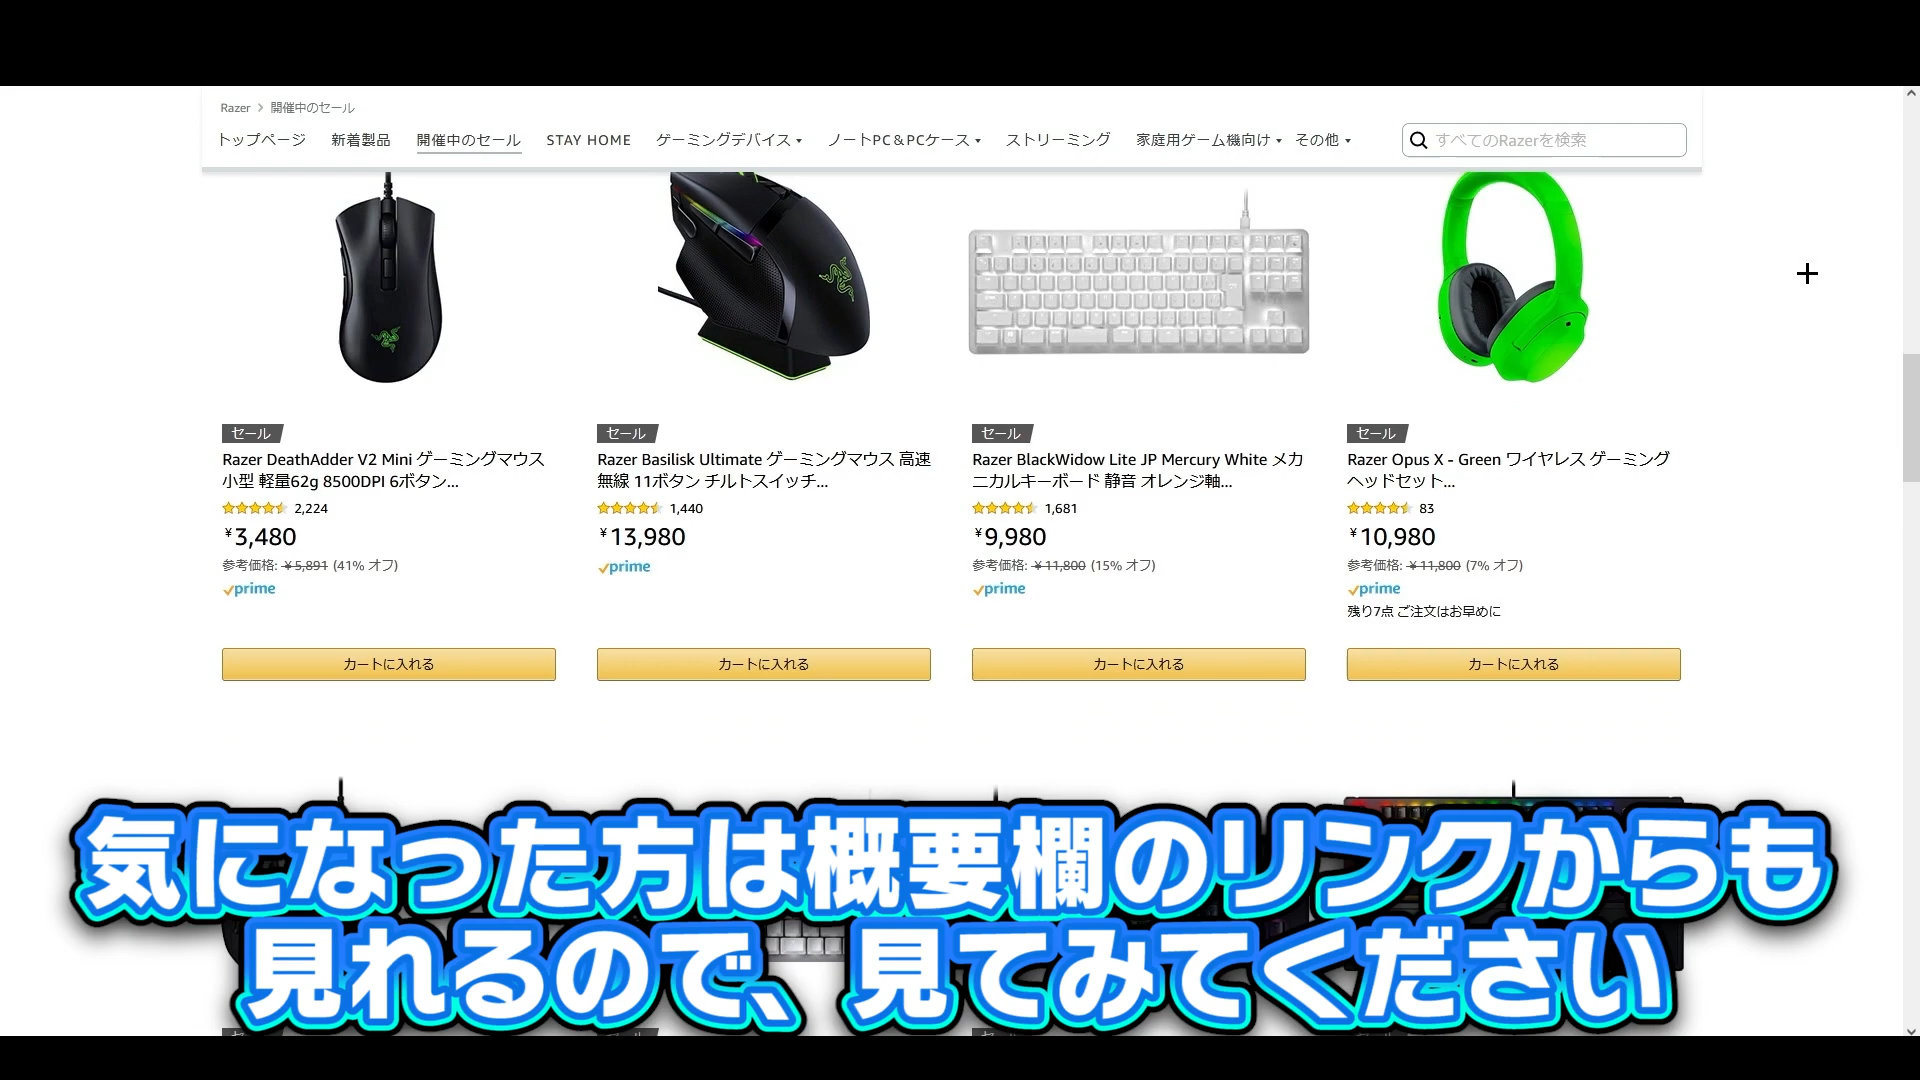 Razer › 開催中のセール
トップページ 新着製品 開催中のセール STAY HOME ゲーミングデバイス ノートPC&PCケース ストリーミング 家庭用ゲーム機向け その他 すべてのRazerを検索
セール セール セール セール
Razer DeathAdder V2 Mini ゲーミングマウス
小型 軽量62g 8500DPI 6ボタン...
2,224
¥3,480
参考価格: ¥5,891 (41% オフ)
prime
カートに入れる
Razer Basilisk Ultimate ゲーミングマウス 高速
無線 11ボタン チルトスイッチ...
1,440
¥13,980
prime
カートに入れる
Razer BlackWidow Lite JP Mercury White メカ
ニカルキーボード 静音 オレンジ軸...
1,681
¥9,980
参考価格: ¥11,800 (15% オフ)
prime
カートに入れる
Razer Opus X - Green ワイヤレス ゲーミング
ヘッドセット...
83
¥10,980
参考価格: ¥11,800 (7% オフ)
prime
残り7点 ご注文はお早めに
カートに入れる
気になった方は概要欄のリンクからも
見れるので、見てみてください